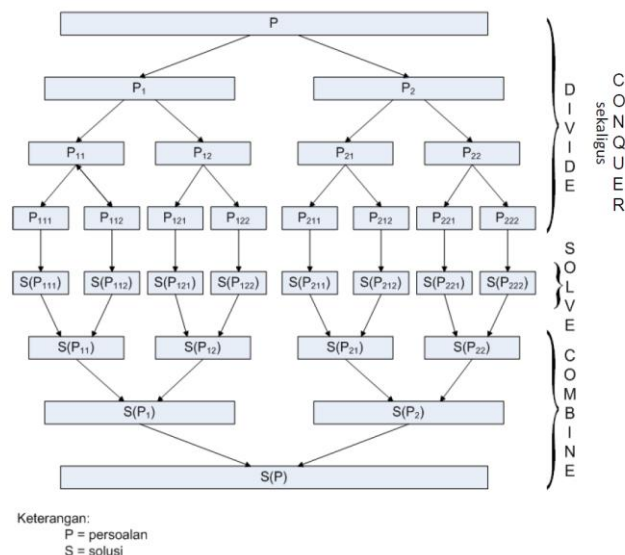 P
P₁ P₂
P₁₁ P₁₂ P₂₁ P₂₂
P₁₁₁ P₁₁₂ P₁₂₁ P₁₂₂ P₂₁₁ P₂₁₂ P₂₂₁ P₂₂₂
DIVIDE
sekaligus
CONQUER
S(P₁₁₁) S(P₁₁₂) S(P₁₂₁) S(P₁₂₂) S(P₂₁₁) S(P₂₁₂) S(P₂₂₁) S(P₂₂₂)
SOLVE
S(P₁₁) S(P₁₂) S(P₂₁) S(P₂₂)
S(P₁) S(P₂)
S(P)
COMBINE
Keterangan:
P = persoalan
S = solusi